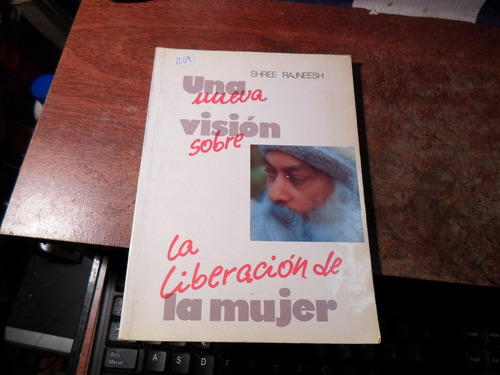 SHREE RAJNEESH
Una
nueva
visión
sobre
la
liberación de
la mujer
A
S
D